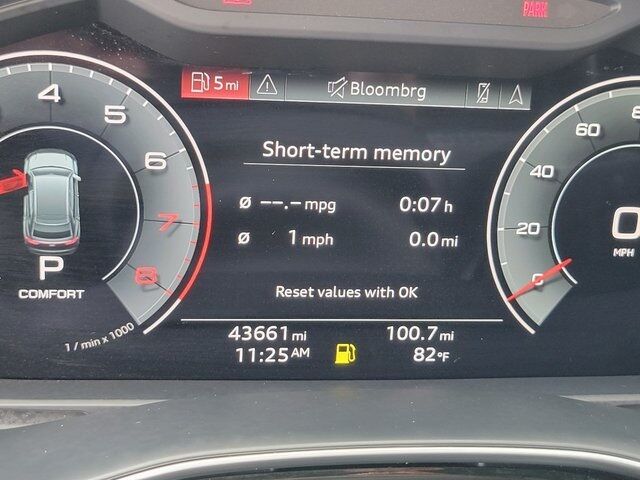 PARK
5 mi
Bloombrg
4
5
6
7
8
P
COMFORT
1 / min x 1000
Short-term memory
Ø --.- mpg 0:07 h
Ø 1 mph 0.0 mi
Reset values with OK
43661 mi 100.7 mi
11:25 AM 82 °F
60
40
20
0
0
MPH